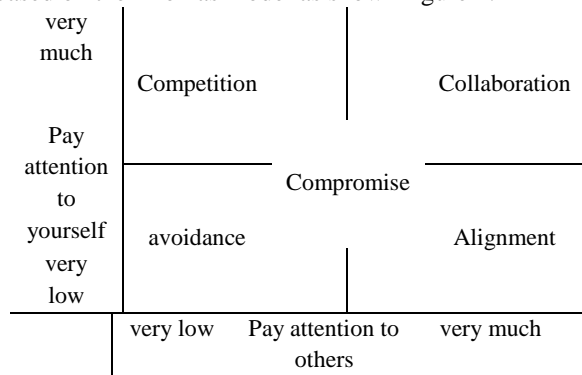 very
much
Competition Collaboration
Pay
attention
to
yourself
very
low
Compromise
avoidance Alignment
very low Pay attention to very much
others